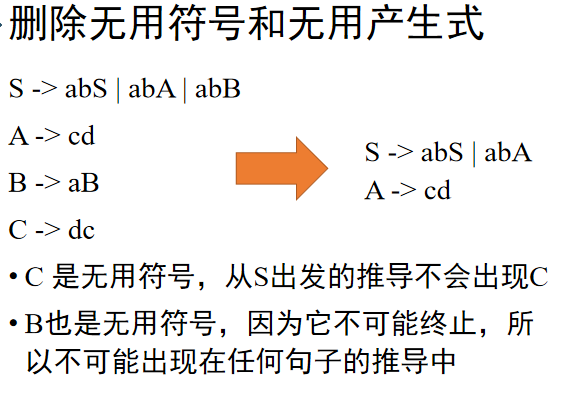 删除无用符号和无用产生式
S -> abS | abA | abB
A -> cd
B -> aB
C -> dc
S -> abS | abA
A -> cd
• C 是无用符号，从S出发的推导不会出现C
• B也是无用符号，因为它不可能终止，所
以不可能出现在任何句子的推导中